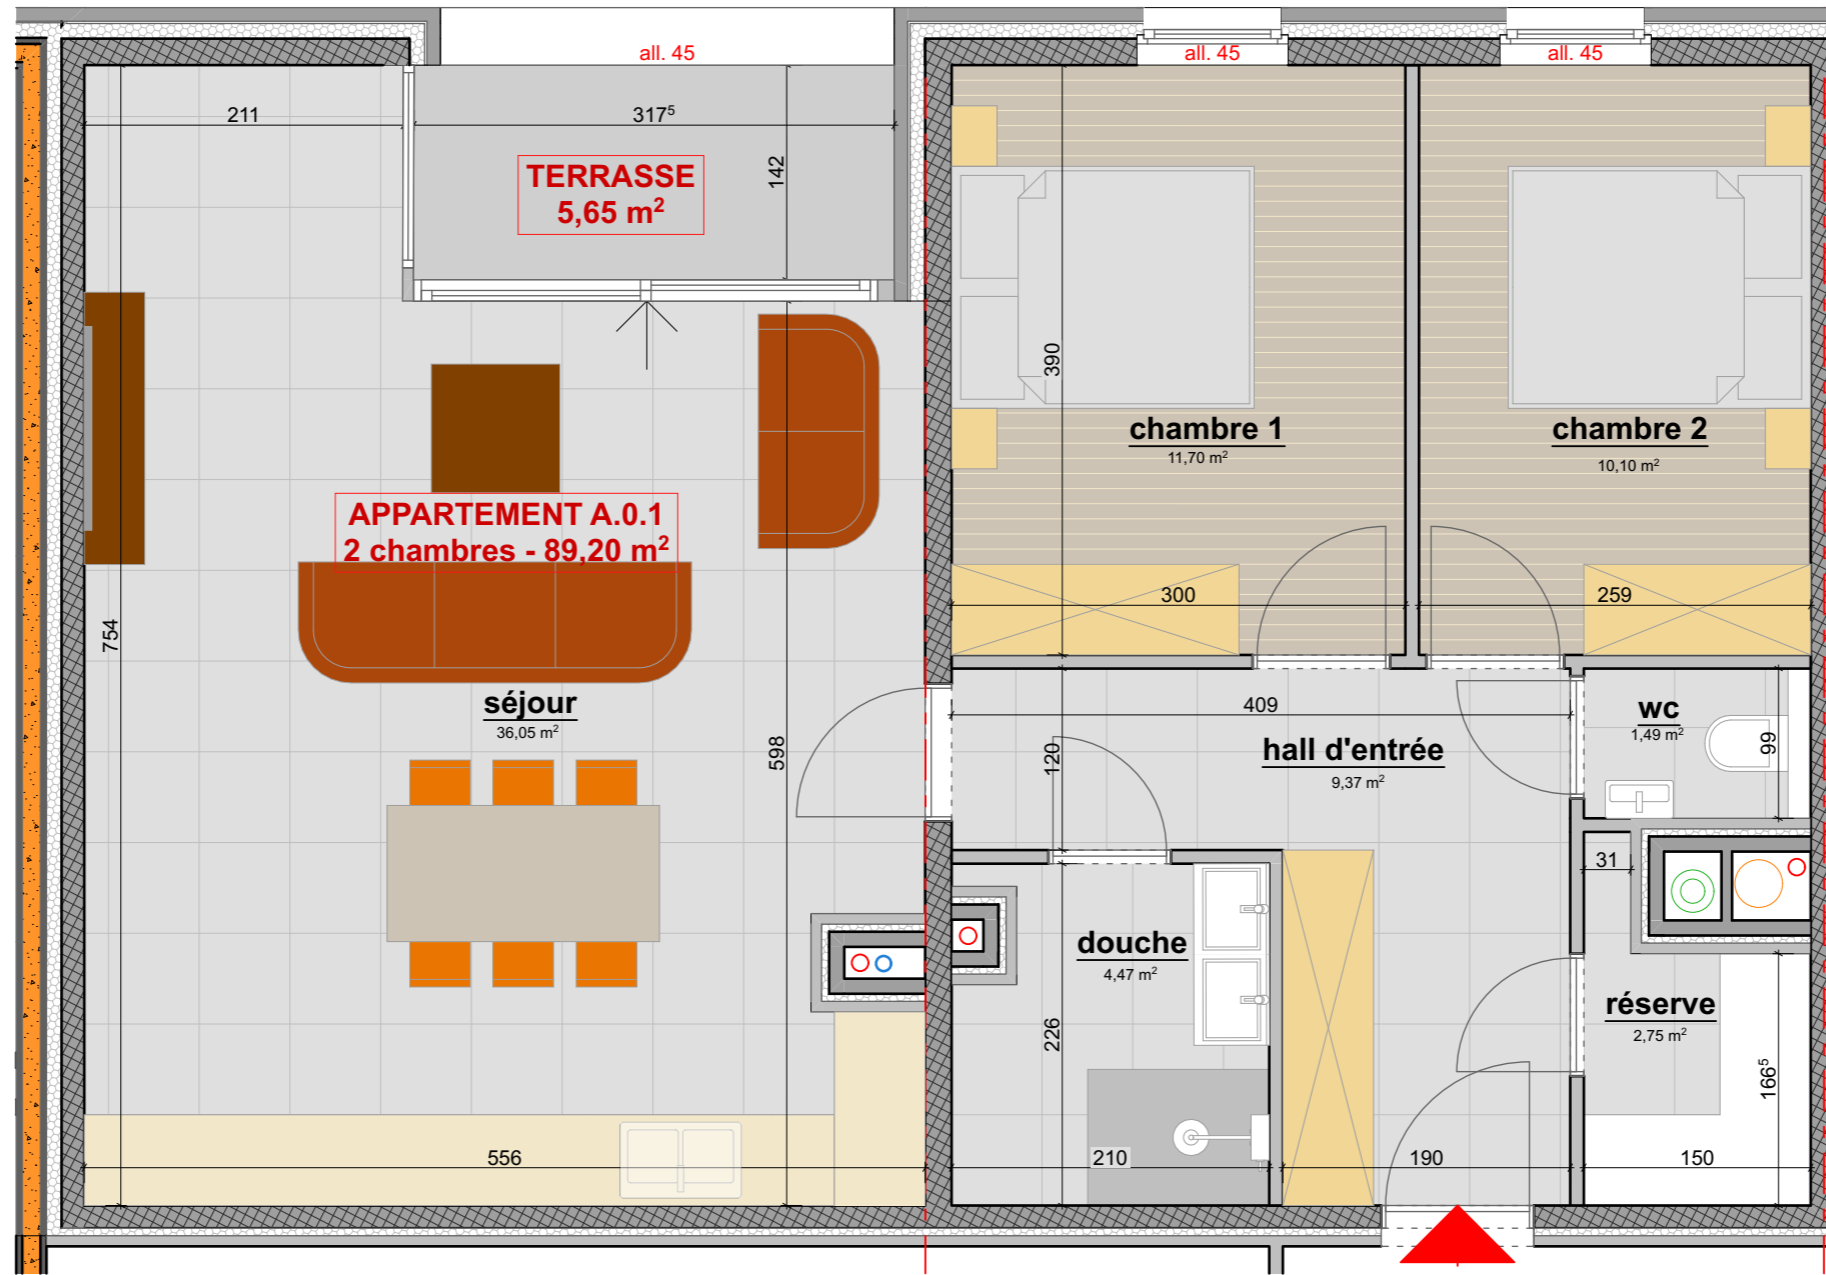 all. 45
all. 45
all. 45
211
317⁵
142
TERRASSE
5,65 m²
390
chambre 1
11,70 m²
chambre 2
10,10 m²
APPARTEMENT A.0.1
2 chambres - 89,20 m²
300
259
754
séjour
36,05 m²
598
409
120
hall d'entrée
9,37 m²
wc
1,49 m²
99
31
douche
4,47 m²
226
réserve
2,75 m²
166⁵
556
210
190
150